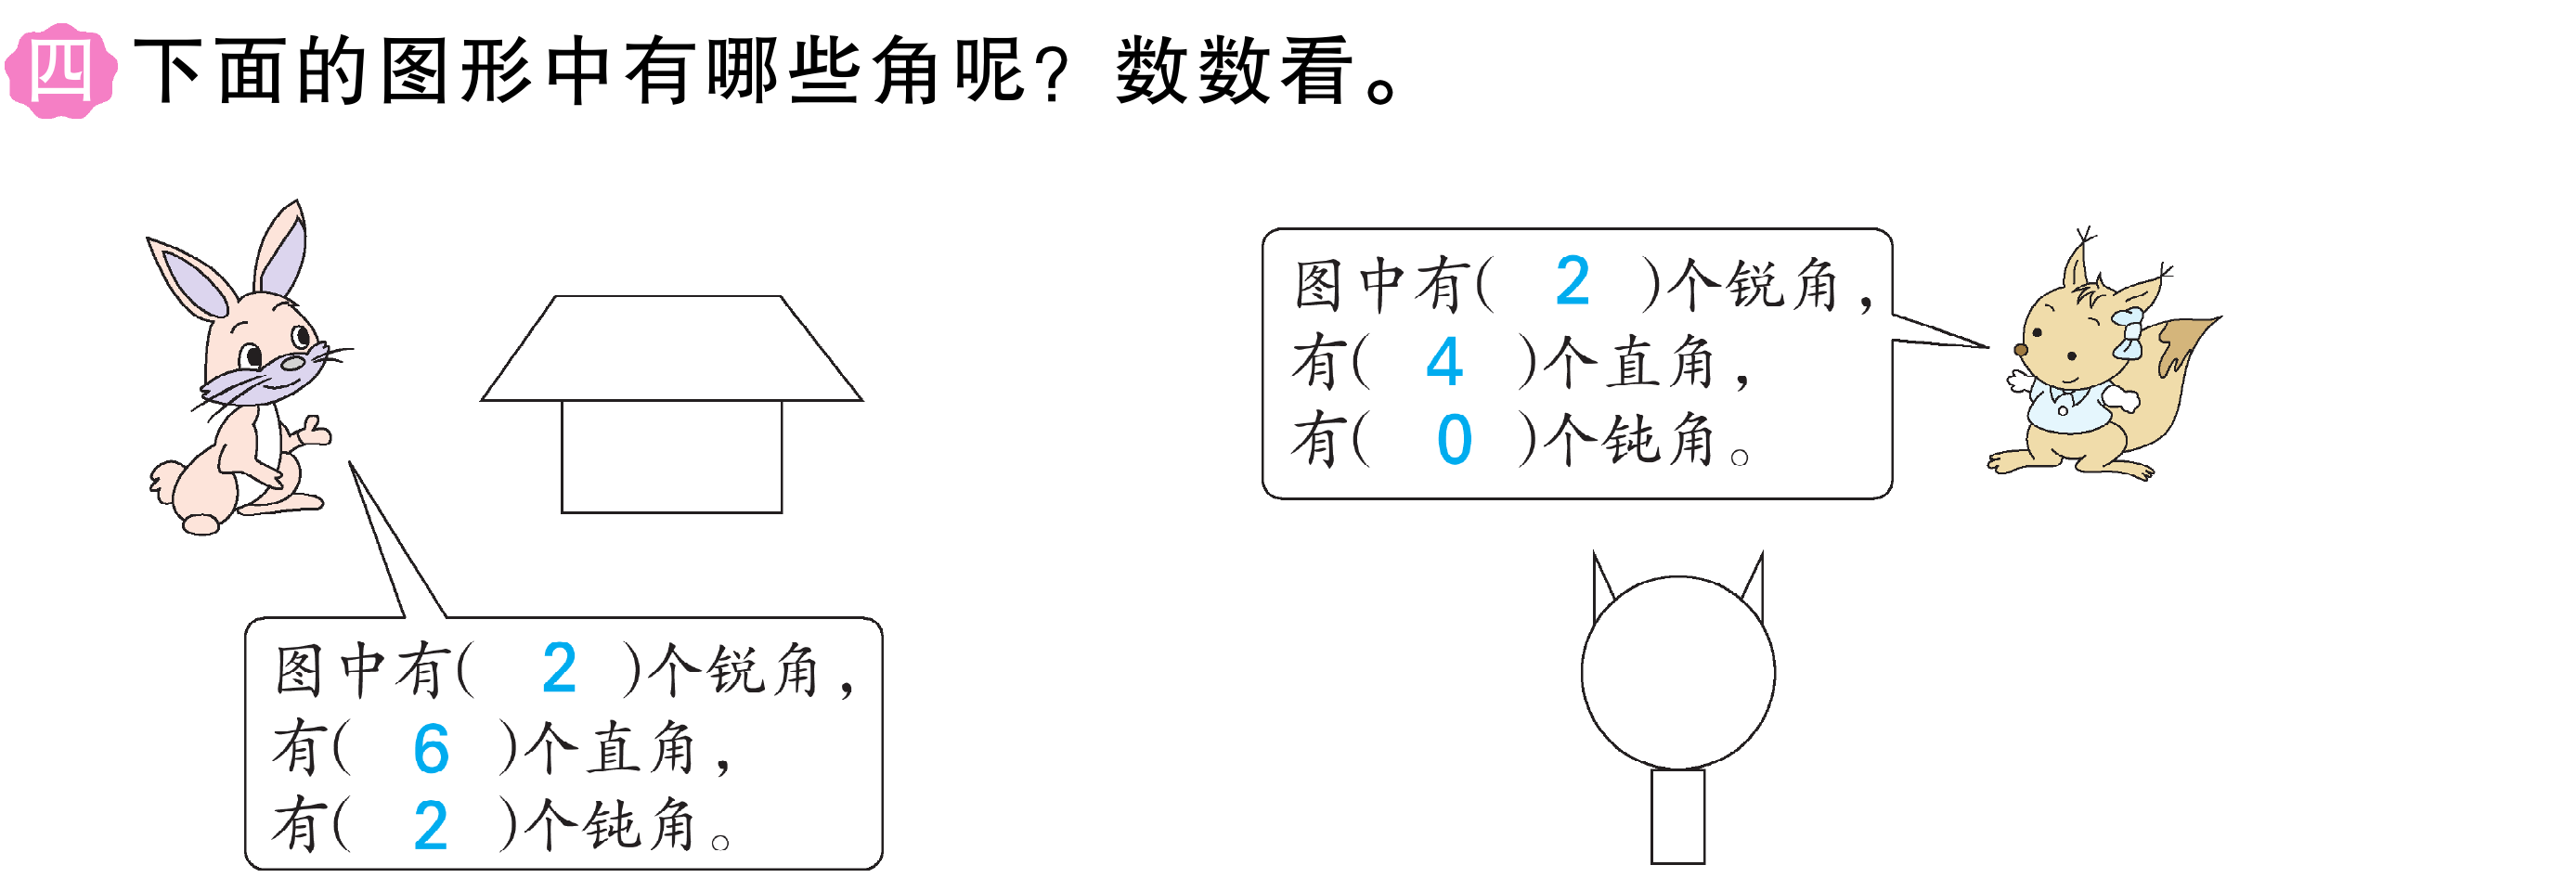 四 下面的图形中有哪些角呢？数数看。
图中有( 2 )个锐角，
有( 6 )个直角，
有( 2 )个钝角。
图中有( 2 )个锐角，
有( 4 )个直角，
有( 0 )个钝角。